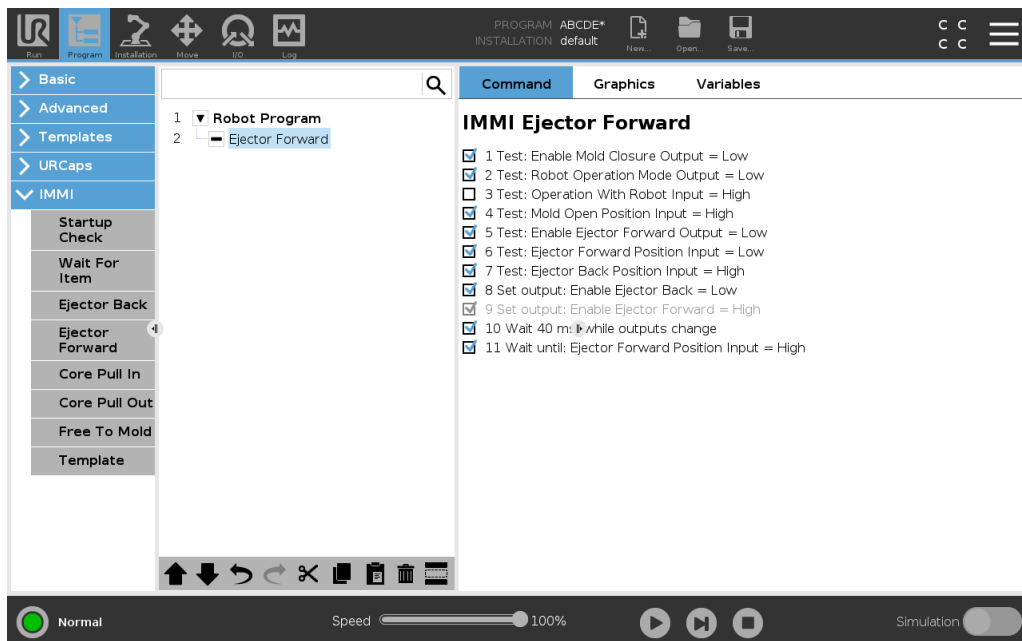 PROGRAM ABCDE*
INSTALLATION default
C C
C C
Run
Program
Installation
Move
I/O
Log
New...
Open...
Save...
Basic
Advanced
Templates
URCaps
IMMI
Startup
Check
Wait For
Item
Ejector Back
Ejector
Forward
Core Pull In
Core Pull Out
Free To Mold
Template
1 Robot Program
2 Ejector Forward
Command
Graphics
Variables
IMMI Ejector Forward
1 Test: Enable Mold Closure Output = Low
2 Test: Robot Operation Mode Output = Low
3 Test: Operation With Robot Input = High
4 Test: Mold Open Position Input = High
5 Test: Enable Ejector Forward Output = Low
6 Test: Ejector Forward Position Input = Low
7 Test: Ejector Back Position Input = High
8 Set output: Enable Ejector Back = Low
9 Set output: Enable Ejector Forward = High
10 Wait 40 ms while outputs change
11 Wait until: Ejector Forward Position Input = High
Normal
Speed
100%
Simulation